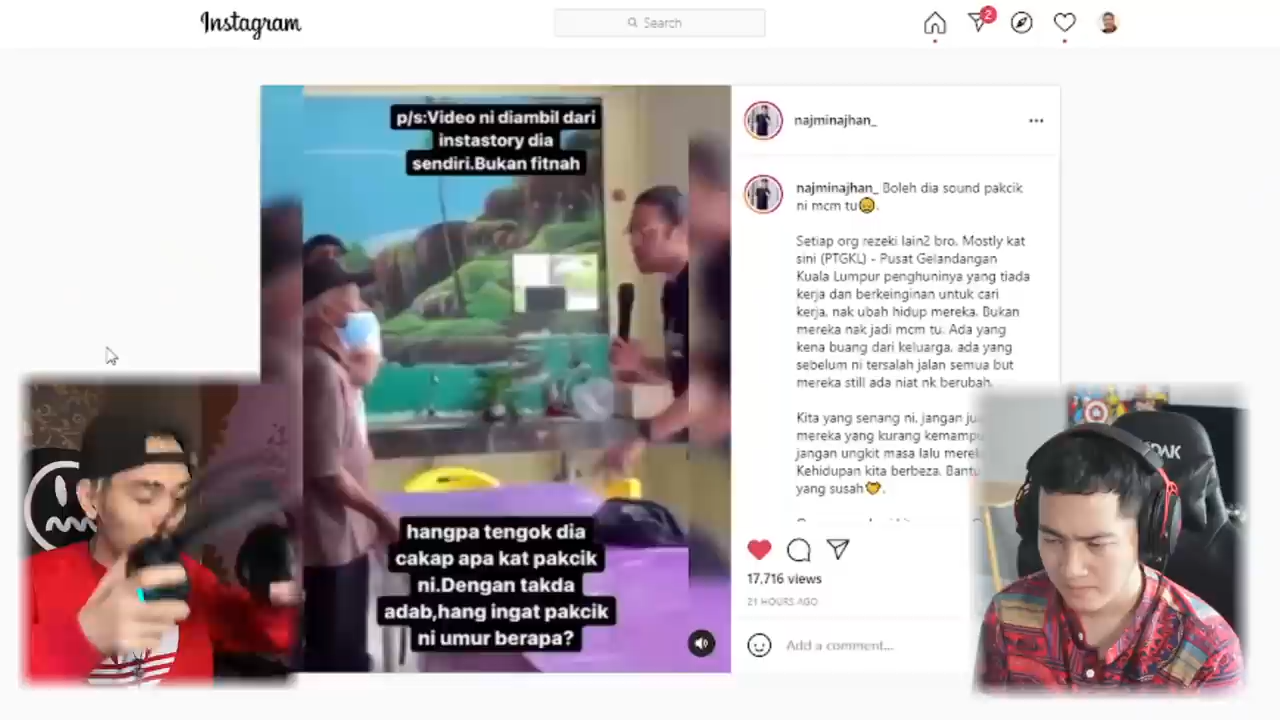 Instagram
Search
2
p/s:Video ni diambil dari
instastory dia
sendiri.Bukan fitnah
hangpa tengok dia
cakap apa kat pakcik
ni.Dengan takda
adab,hang ingat pakcik
ni umur berapa?
najminajhan_
najminajhan_ Boleh dia sound pakcik
ni mcm tu😞.
Setiap org rezeki lain2 bro. Mostly kat
sini (PTGKL) - Pusat Gelandangan
Kuala Lumpur penghuninya yang tiada
kerja dan berkeinginan untuk cari
kerja, nak ubah hidup mereka. Bukan
mereka nak jadi mcm tu. Ada yang
kena buang dari keluarga, ada yang
sebelum ni tersalah jalan semua but
mereka still ada niat nk berubah.
Kita yang senang ni, jangan
mereka yang kurang
jangan ungkit masa lalu
Kehidupan kita berbeza.
yang susah
17,716 views
21 HOURS AGO
Add a comment...